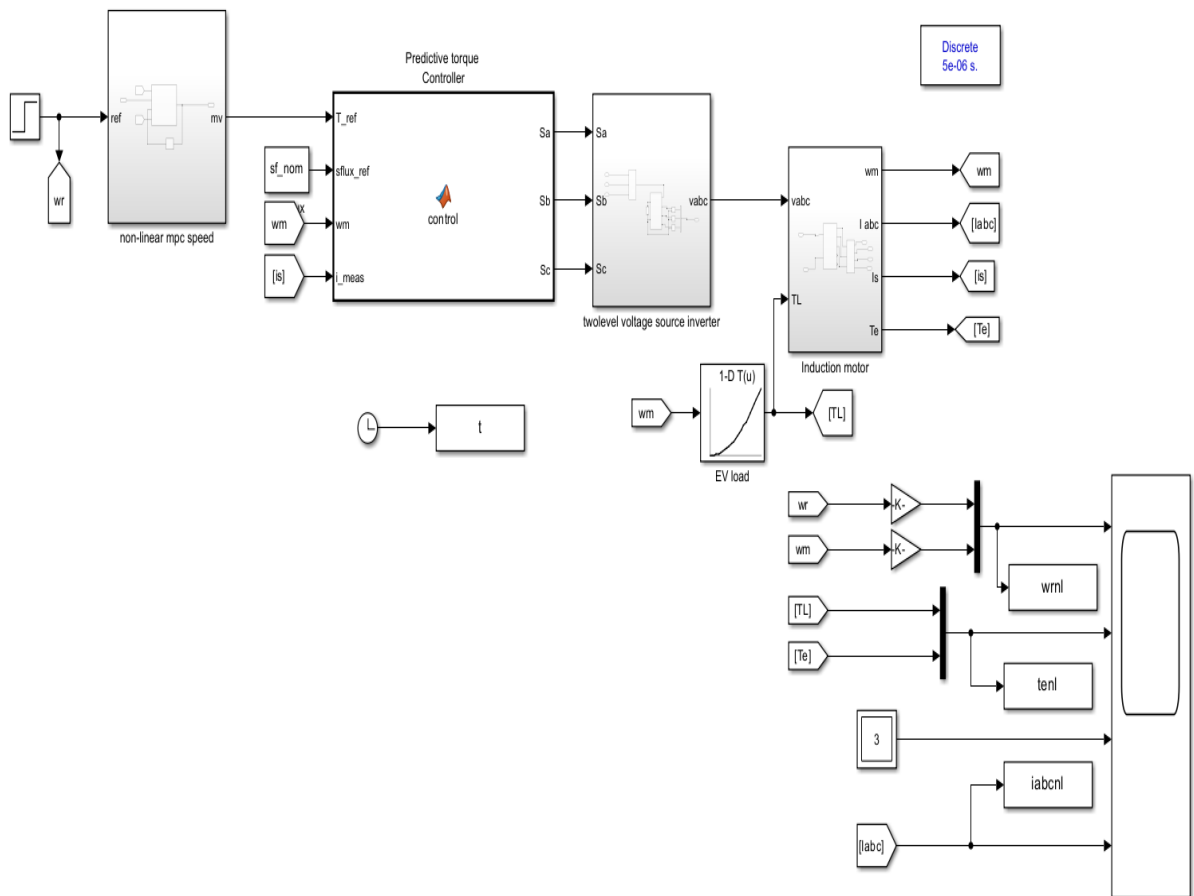 Discrete
5e-06 s.
Predictive torque
Controller
ref
mv
wr
non-linear mpc speed
T_ref
sflux_ref
wm
i_meas
control
Sa
Sb
Sc
sf_nom
wm
[is]
Sa
Sb
Sc
vabc
twolevel voltage source inverter
vabc
TL
wm
I abc
Is
Te
Induction motor
wm
[Iabc]
[is]
[Te]
t
wm
1-D T(u)
EV load
[TL]
wr
-K-
wm
-K-
wrnl
[TL]
[Te]
tenl
3
iabcnl
[Iabc]